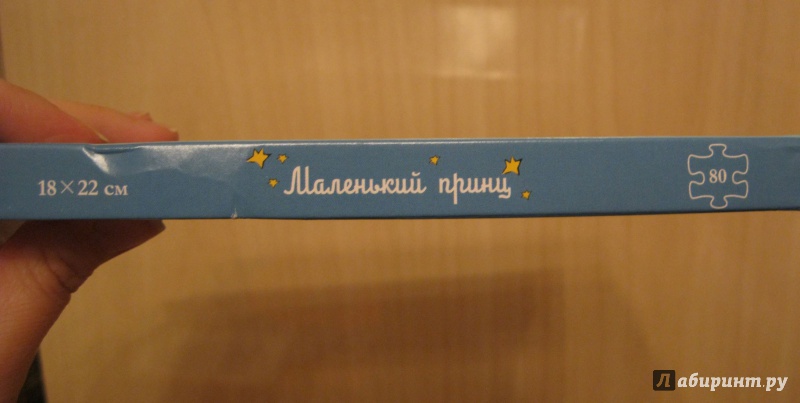 18×22 см
Маленький принц
80
Лабиринт.ру